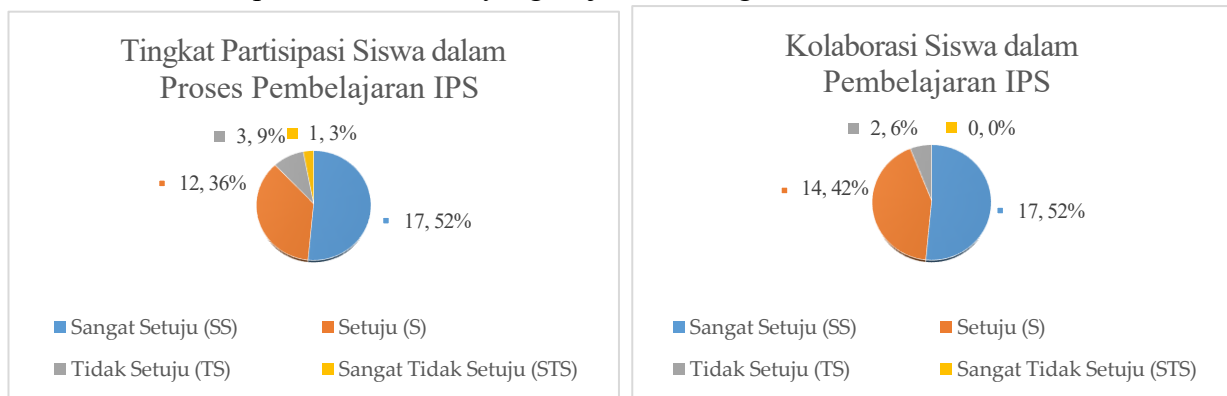 Tingkat Partisipasi Siswa dalam
Proses Pembelajaran IPS
3, 9%
1, 3%
12, 36%
17, 52%
Sangat Setuju (SS)
Setuju (S)
Tidak Setuju (TS)
Sangat Tidak Setuju (STS)
Kolaborasi Siswa dalam
Pembelajaran IPS
2, 6%
0, 0%
14, 42%
17, 52%
Sangat Setuju (SS)
Setuju (S)
Tidak Setuju (TS)
Sangat Tidak Setuju (STS)